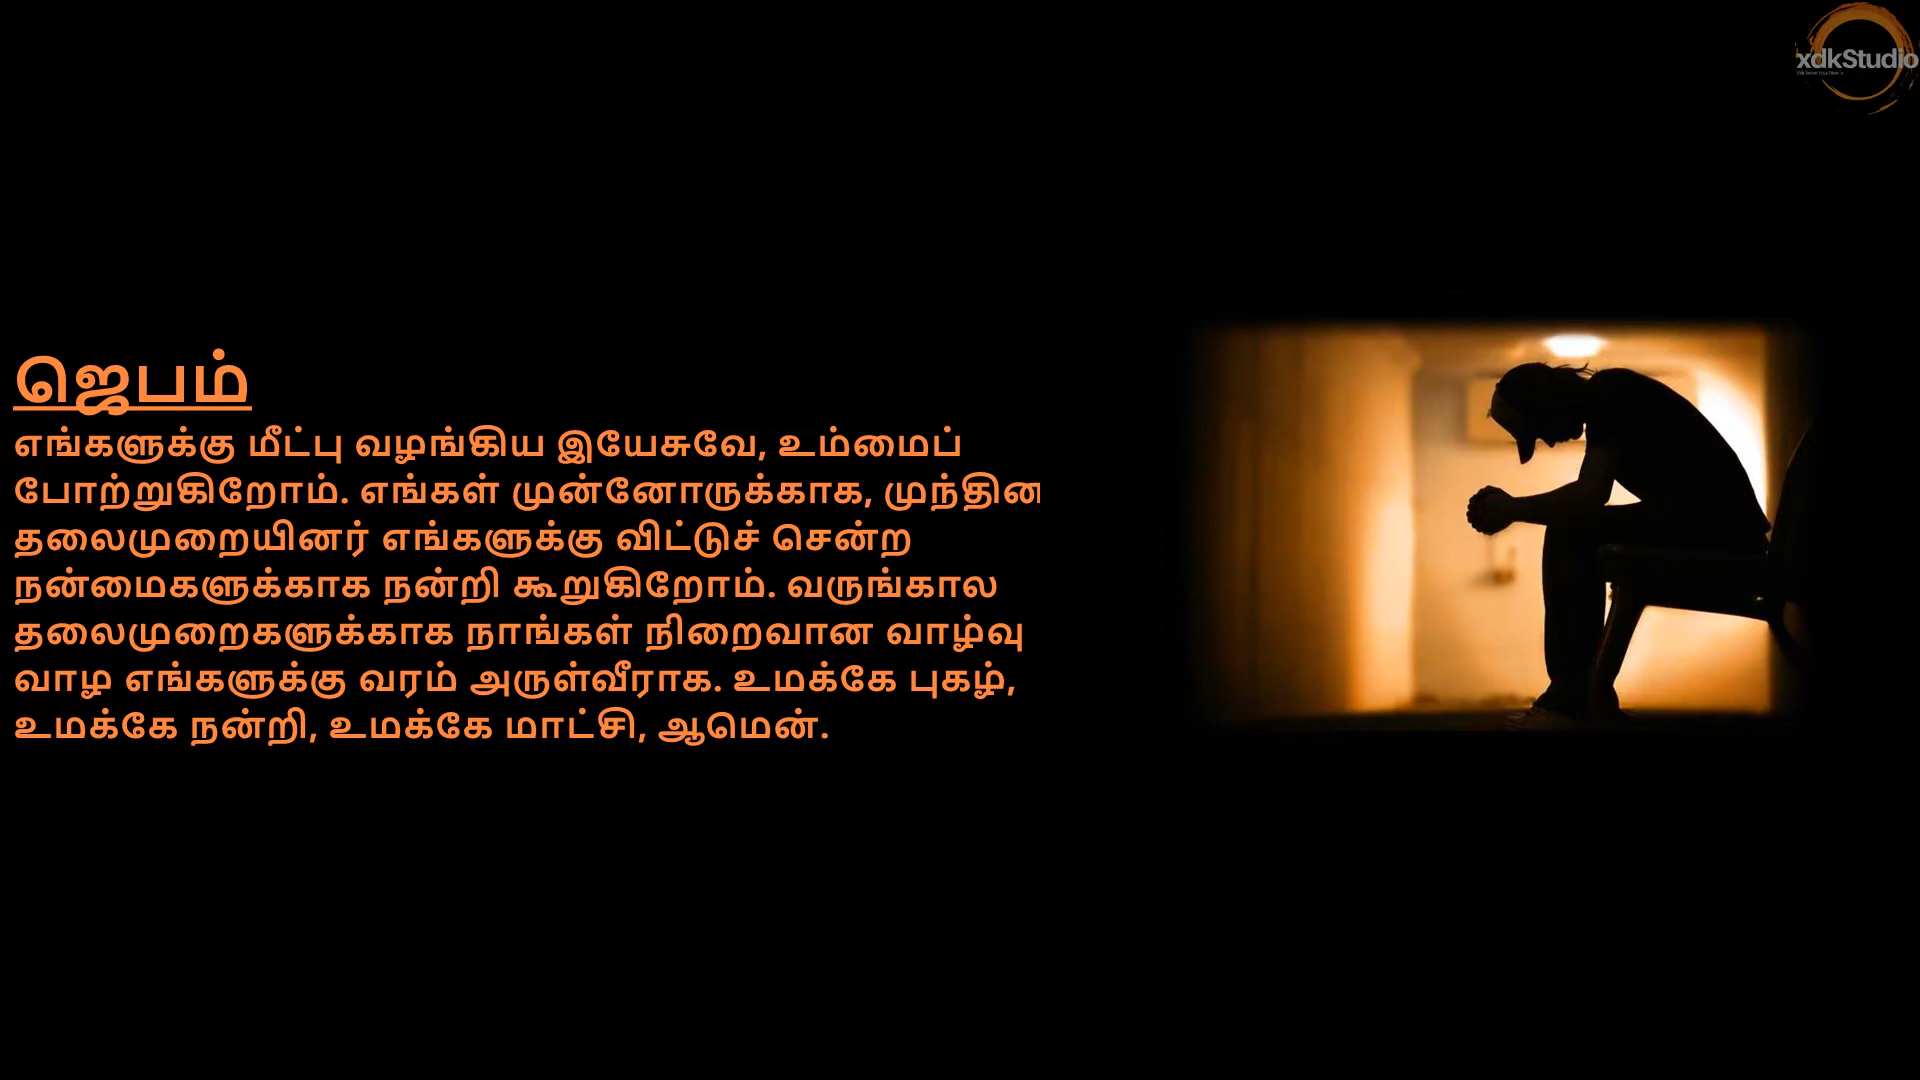 xdkStudio
ஜெபம்
எங்களுக்கு மீட்பு வழங்கிய இயேசுவே, உம்மைப்
போற்றுகிறோம். எங்கள் முன்னோருக்காக, முந்தின
தலைமுறையினர் எங்களுக்கு விட்டுச் சென்ற
நன்மைகளுக்காக நன்றி கூறுகிறோம். வருங்கால
தலைமுறைகளுக்காக நாங்கள் நிறைவான வாழ்வு
வாழ எங்களுக்கு வரம் அருள்வீராக. உமக்கே புகழ்,
உமக்கே நன்றி, உமக்கே மாட்சி, ஆமென்.